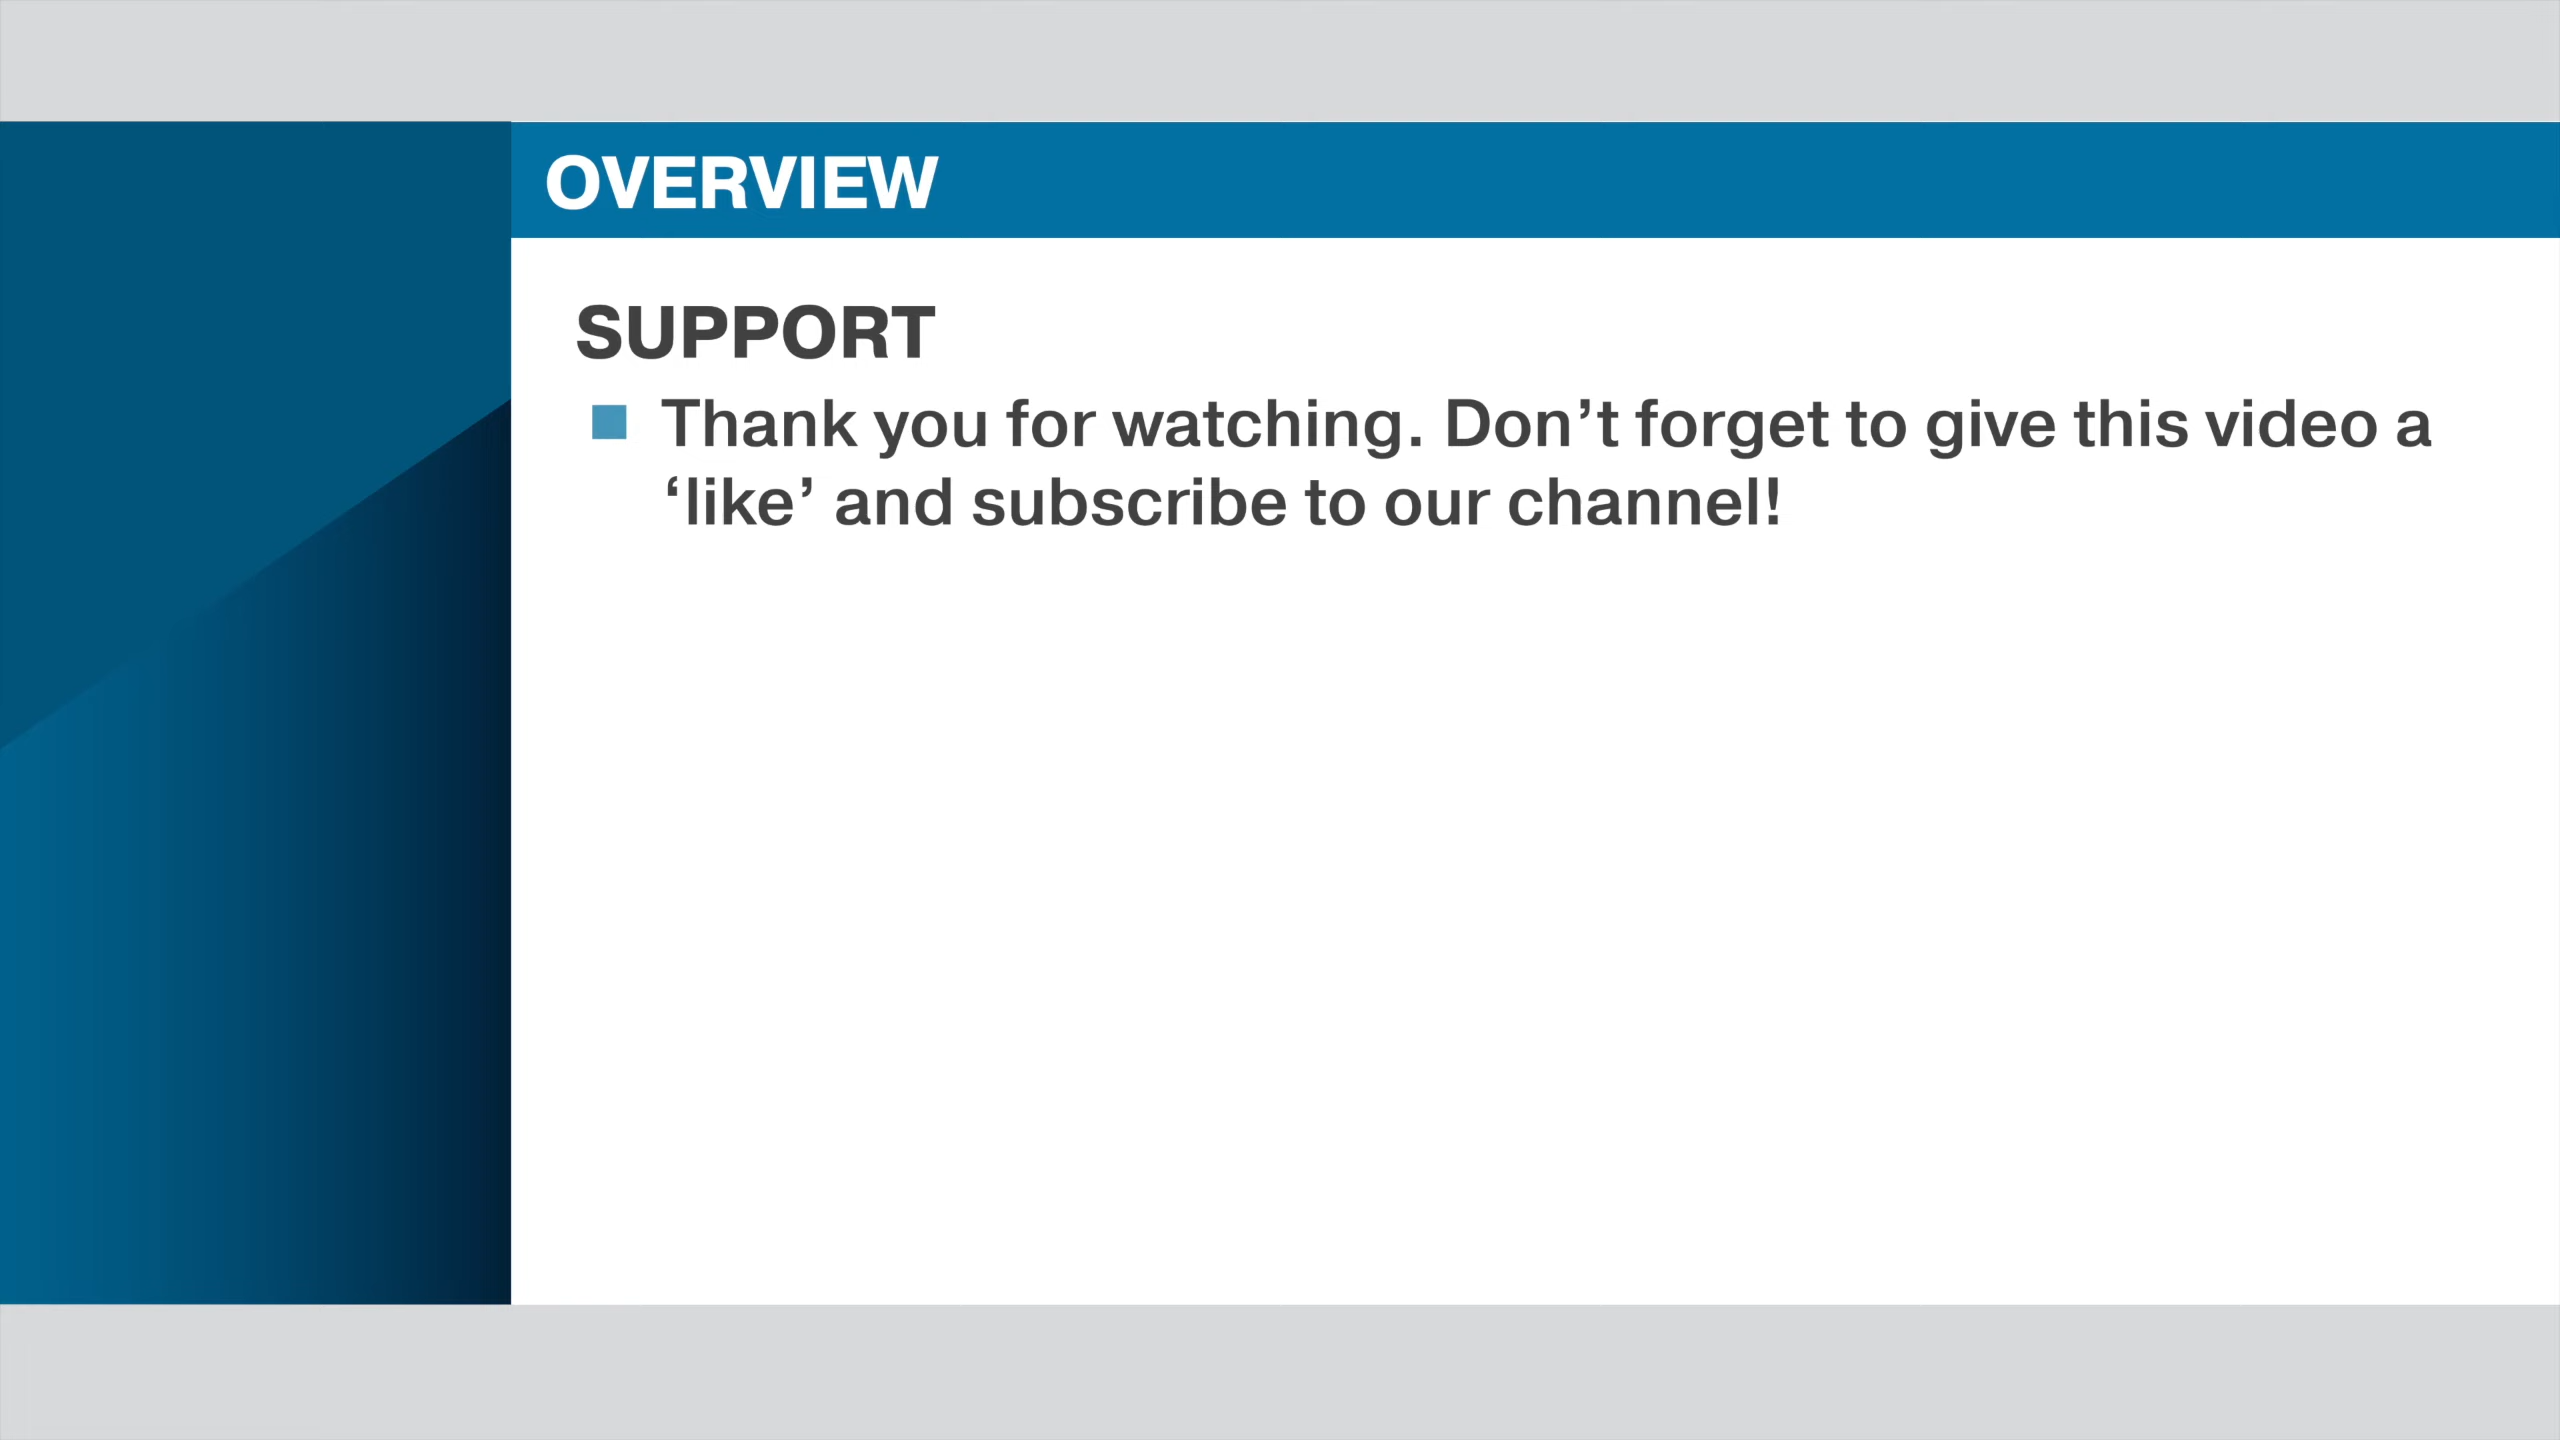 OVERVIEW
SUPPORT
Thank you for watching. Don’t forget to give this video a
‘like’ and subscribe to our channel!